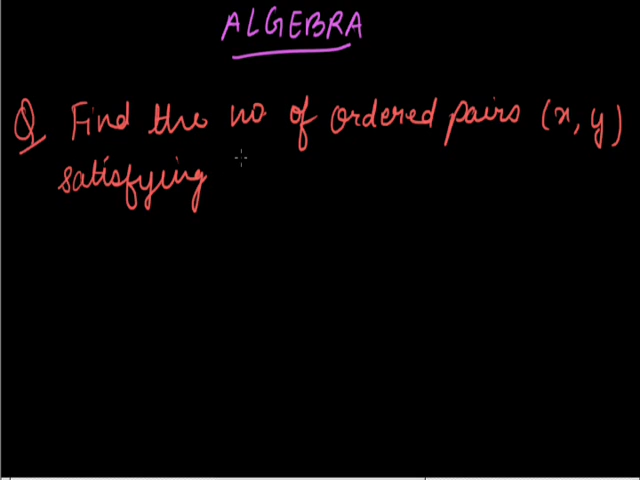 ALGEBRA
Q Find the no of ordered pairs (x, y)
satisfying